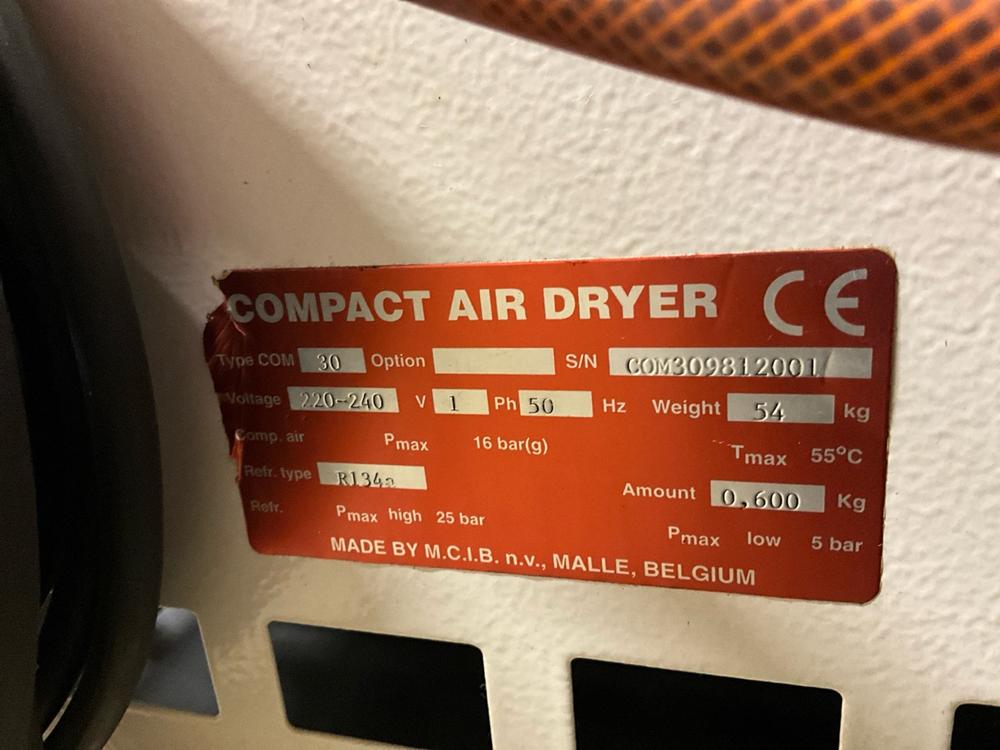 COMPACT AIR DRYER CE
Type COM 30 Option S/N COM309812001
Voltage 220-240 V 1 Ph 50 Hz Weight 54 kg
Comp. air Pmax 16 bar(g) Tmax 55°C
Refr. type R134a Amount 0,600 Kg
Refr. Pmax high 25 bar Pmax low 5 bar
MADE BY M.C.I.B. n.v., MALLE, BELGIUM